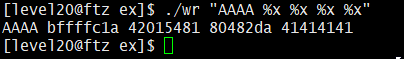 [level20@ftz ex]$ ./wr "AAAA %x %x %x %x"
AAAA bffffc1a 42015481 80482da 41414141
[level20@ftz ex]$